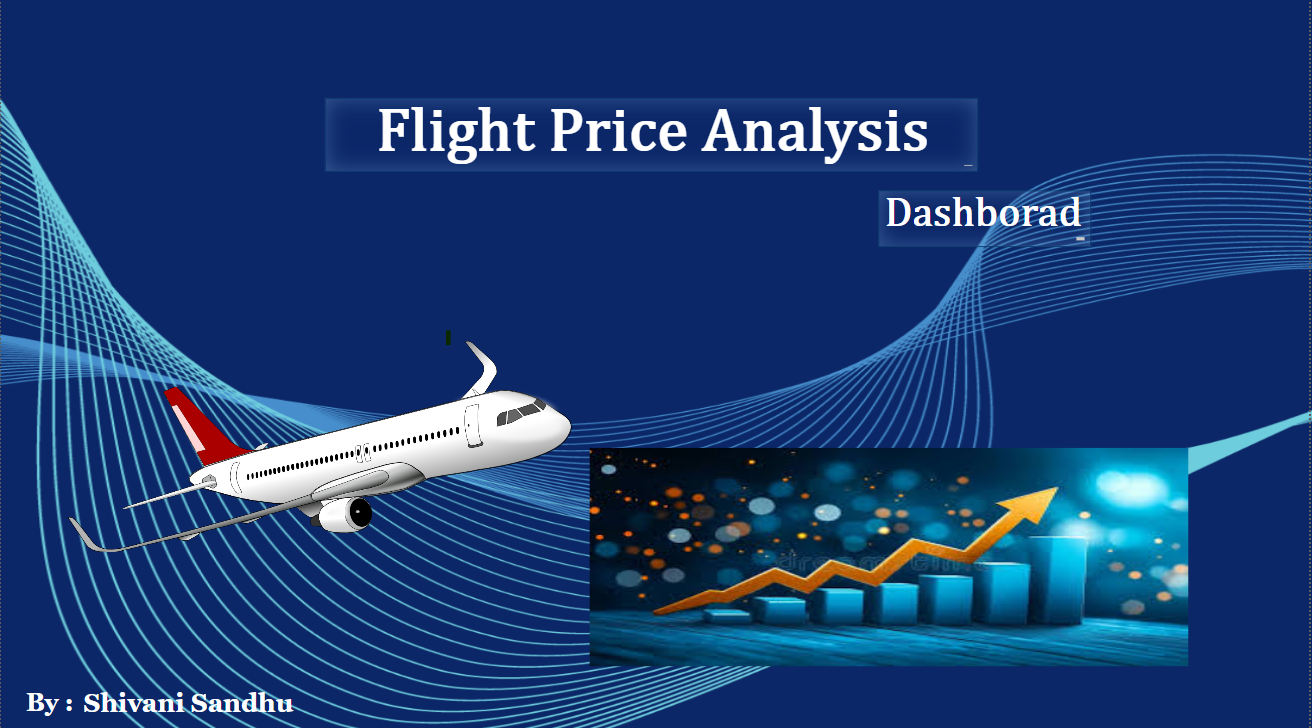 Flight Price Analysis
Dashborad
By : Shivani Sandhu